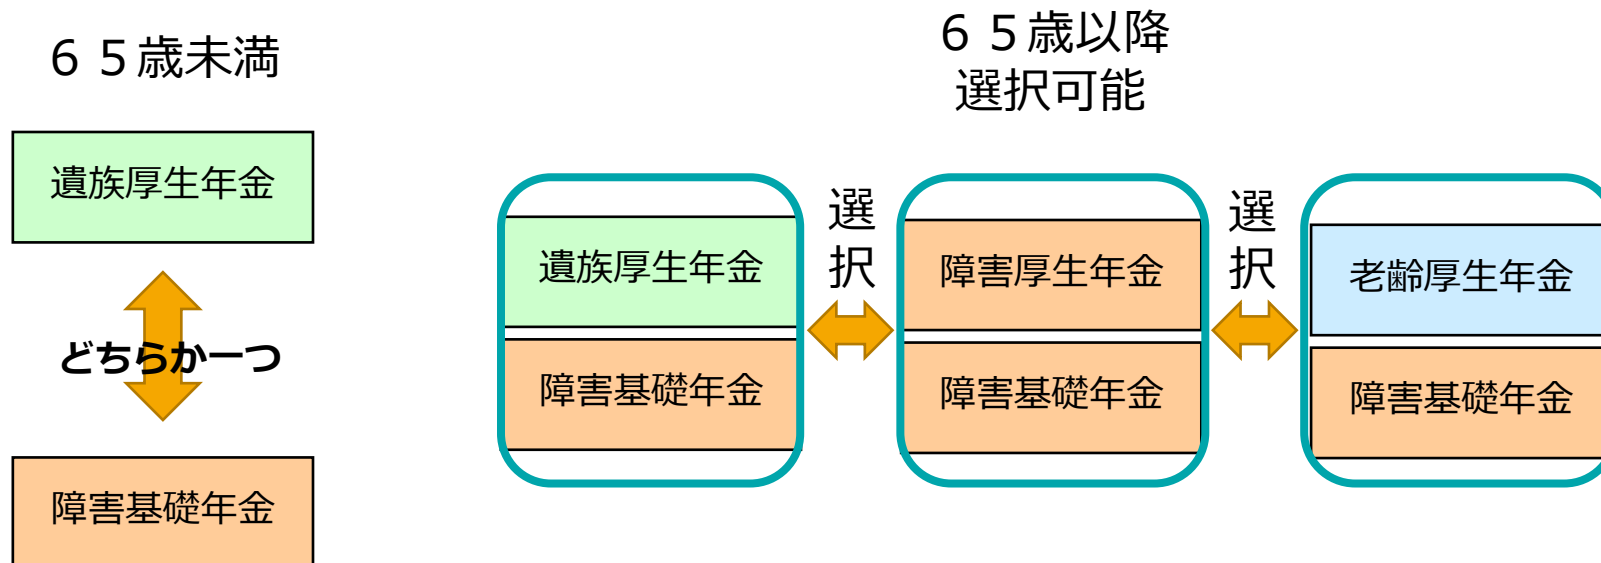 ６５歳未満
遺族厚生年金
どちらか一つ
障害基礎年金
６５歳以降
選択可能
遺族厚生年金
障害基礎年金
選
択
障害厚生年金
障害基礎年金
選
択
老齢厚生年金
障害基礎年金